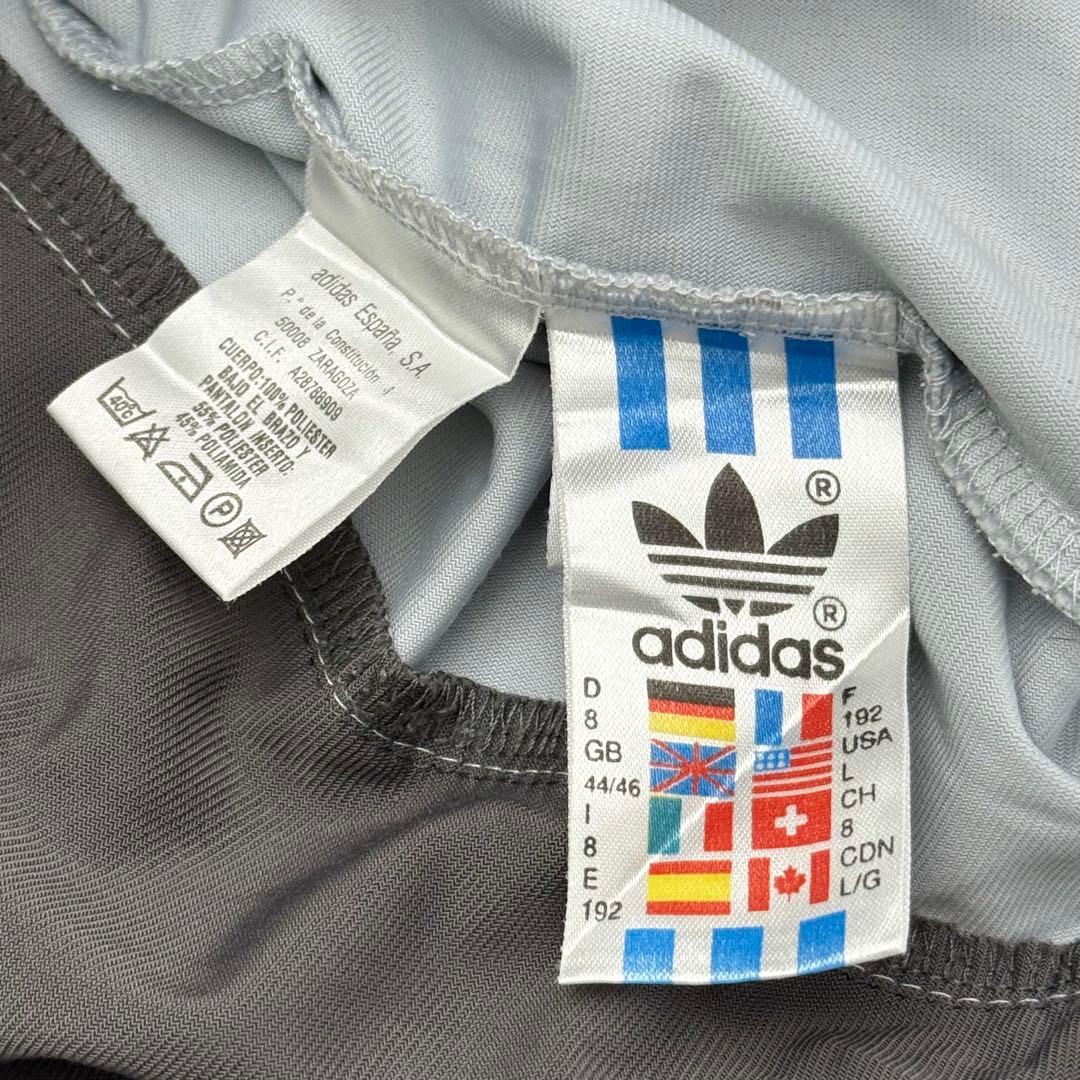 adidas España, S.A.
P.º de la Constitución 4
50008 ZARAGOZA
C.I.F. A28788909
CUERPO:100% POLIESTER
BAJO EL BRAZO Y
PANTALÓN INSERTO:
55% POLIESTER
45% POLIAMIDA
40°C
P
®
®
adidas
D
8
GB
44/46
I
8
E
192
F
192
USA
L
CH
8
CDN
L/G